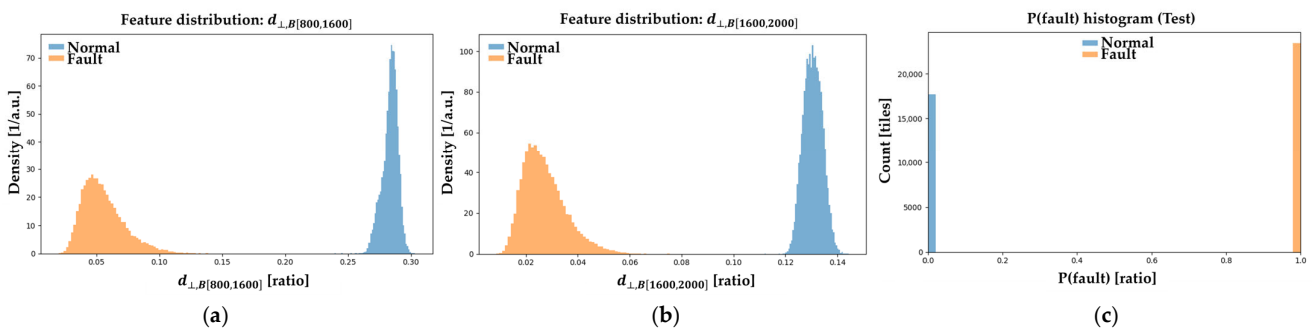 Feature distribution: d⊥,B[800,1600]
Normal
Fault
Density [1/a.u.]
70
60
50
40
30
20
10
0
0.05
0.10
0.15
0.20
0.25
0.30
d⊥,B[800,1600] [ratio]
(a)
Feature distribution: d⊥,B[1600,2000]
Normal
Fault
Density [1/a.u.]
100
80
60
40
20
0
0.02
0.04
0.06
0.08
0.10
0.12
0.14
d⊥,B[1600,2000] [ratio]
(b)
P(fault) histogram (Test)
Normal
Fault
Count [tiles]
20,000
15,000
10,000
5000
0
0.0
0.2
0.4
0.6
0.8
1.0
P(fault) [ratio]
(c)